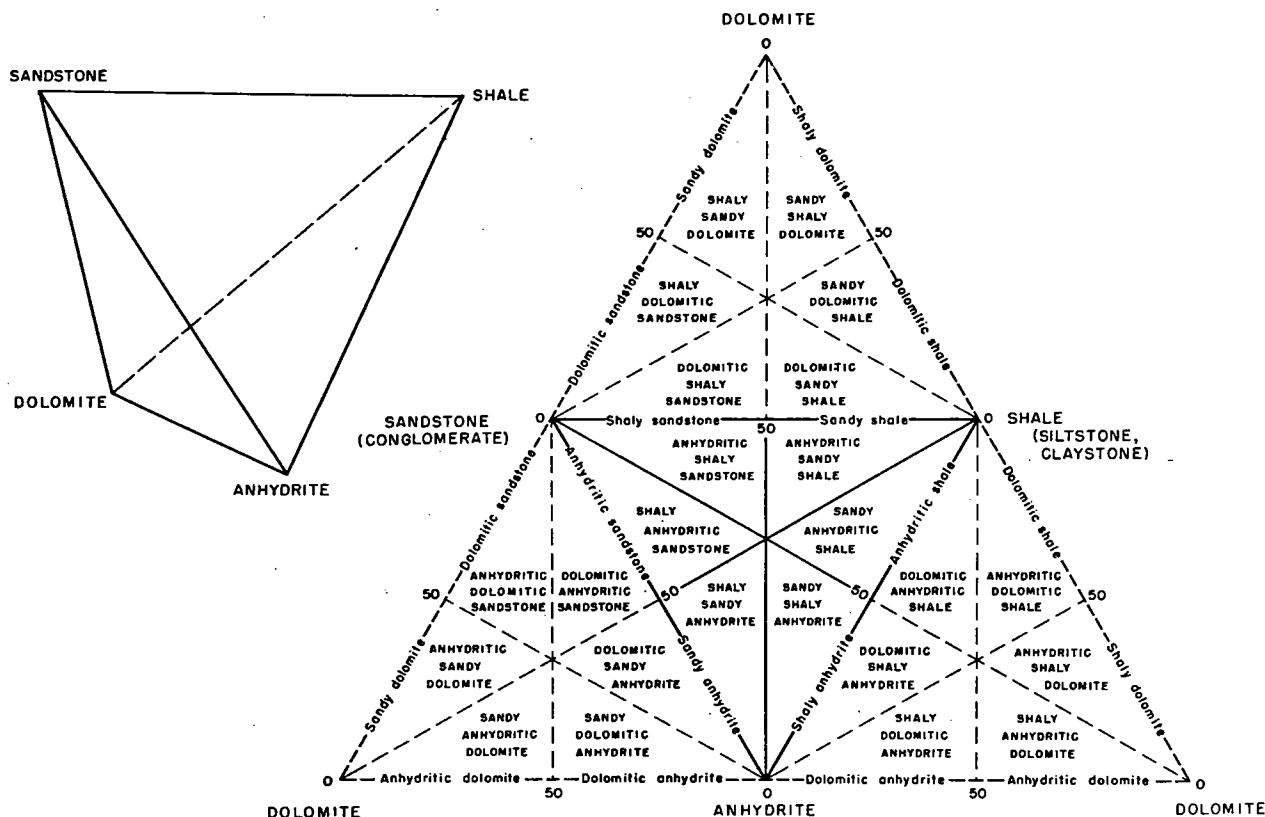 SANDSTONE
SHALE
DOLOMITE
ANHYDRITE
DOLOMITE
0
Sandy dolomite
Shaly dolomite
SHALY
SANDY
DOLOMITE
SANDY
SHALY
DOLOMITE
50
50
Dolomitic sandstone
Dolomitic shale
SHALY
DOLOMITIC
SANDSTONE
SANDY
DOLOMITIC
SHALE
DOLOMITIC
SHALY
SANDSTONE
DOLOMITIC
SANDY
SHALE
SANDSTONE
(CONGLOMERATE)
0
Shaly sandstone
50
Sandy shale
0
SHALE
(SILTSTONE,
CLAYSTONE)
ANHYDRITIC
SHALY
SANDSTONE
ANHYDRITIC
SANDY
SHALE
Dolomitic sandstone
Anhydritic sandstone
Anhydritic shale
Dolomitic shale
SHALY
ANHYDRITIC
SANDSTONE
SANDY
ANHYDRITIC
SHALE
ANHYDRITIC
DOLOMITIC
SANDSTONE
DOLOMITIC
ANHYDRITIC
SANDSTONE
SHALY
SANDY
ANHYDRITE
SANDY
SHALY
ANHYDRITE
DOLOMITIC
ANHYDRITIC
SHALE
ANHYDRITIC
DOLOMITIC
SHALE
50
50
50
50
Sandy dolomite
Sandy anhydrite
Shaly anhydrite
Shaly dolomite
ANHYDRITIC
SANDY
DOLOMITE
DOLOMITIC
SANDY
ANHYDRITE
DOLOMITIC
SHALY
ANHYDRITE
ANHYDRITIC
SHALY
DOLOMITE
SANDY
ANHYDRITIC
DOLOMITE
SANDY
DOLOMITIC
ANHYDRITE
SHALY
DOLOMITIC
ANHYDRITE
SHALY
ANHYDRITIC
DOLOMITE
0
Anhydritic dolomite
Dolomitic anhydrite
Dolomitic anhydrite
Anhydritic dolomite
0
50
0
50
DOLOMITE
ANHYDRITE
DOLOMITE